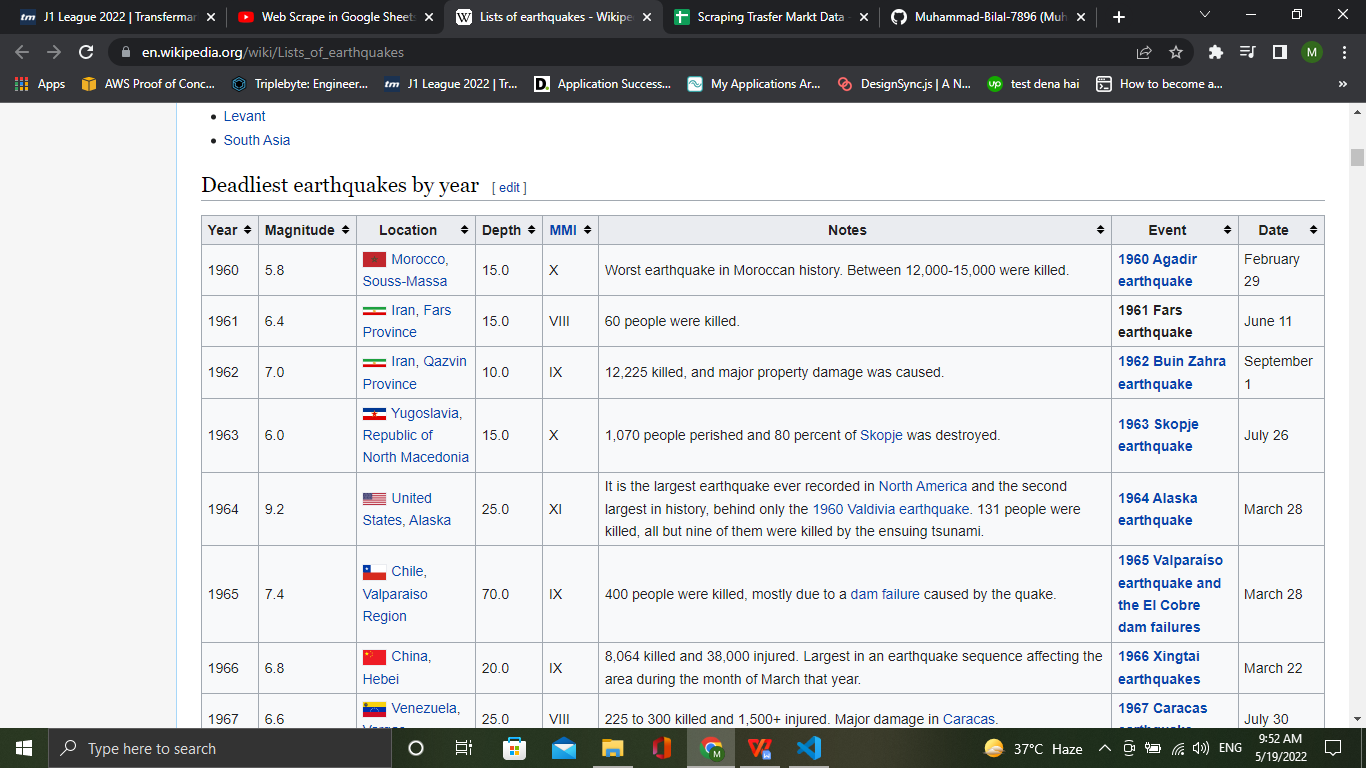 J1 League 2022 | Transfermar
Web Scrape in Google Sheets
Lists of earthquakes - Wikipe
Scraping Trasfer Markt Data -
Muhammad-Bilal-7896 (Muh
en.wikipedia.org/wiki/Lists_of_earthquakes
M
Apps
AWS Proof of Conc...
Triplebyte: Engineer...
tm J1 League 2022 | Tr...
Application Success...
My Applications Ar...
DesignSync.js | A N...
up test dena hai
How to become a...
»
Levant
South Asia
Deadliest earthquakes by year [ edit ]
Year Magnitude Location Depth MMI Notes Event Date
1960 5.8 Morocco, Souss-Massa 15.0 X Worst earthquake in Moroccan history. Between 12,000-15,000 were killed. 1960 Agadir earthquake February 29
1961 6.4 Iran, Fars Province 15.0 VIII 60 people were killed. 1961 Fars earthquake June 11
1962 7.0 Iran, Qazvin Province 10.0 IX 12,225 killed, and major property damage was caused. 1962 Buin Zahra earthquake September 1
1963 6.0 Yugoslavia, Republic of North Macedonia 15.0 X 1,070 people perished and 80 percent of Skopje was destroyed. 1963 Skopje earthquake July 26
1964 9.2 United States, Alaska 25.0 XI It is the largest earthquake ever recorded in North America and the second largest in history, behind only the 1960 Valdivia earthquake. 131 people were killed, all but nine of them were killed by the ensuing tsunami. 1964 Alaska earthquake March 28
1965 7.4 Chile, Valparaiso Region 70.0 IX 400 people were killed, mostly due to a dam failure caused by the quake. 1965 Valparaíso earthquake and the El Cobre dam failures March 28
1966 6.8 China, Hebei 20.0 IX 8,064 killed and 38,000 injured. Largest in an earthquake sequence affecting the area during the month of March that year. 1966 Xingtai earthquakes March 22
1967 6.6 Venezuela, 25.0 VIII 225 to 300 killed and 1,500+ injured. Major damage in Caracas. 1967 Caracas July 30
Type here to search
37°C Haze
ENG
9:52 AM
5/19/2022